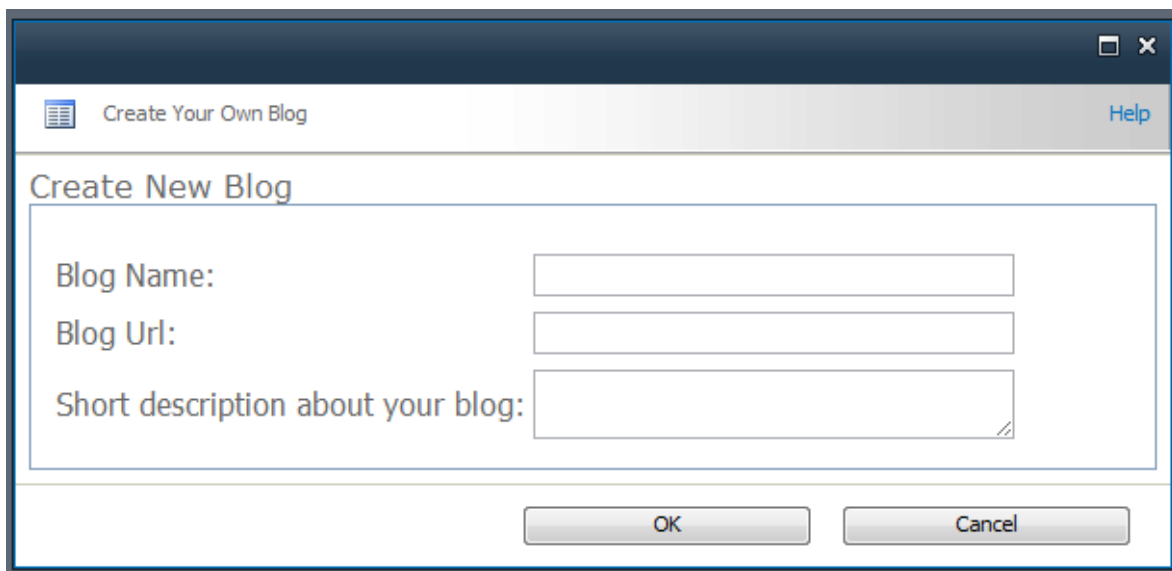 Create Your Own Blog
Help
Create New Blog
Blog Name:
Blog Url:
Short description about your blog:
OK
Cancel